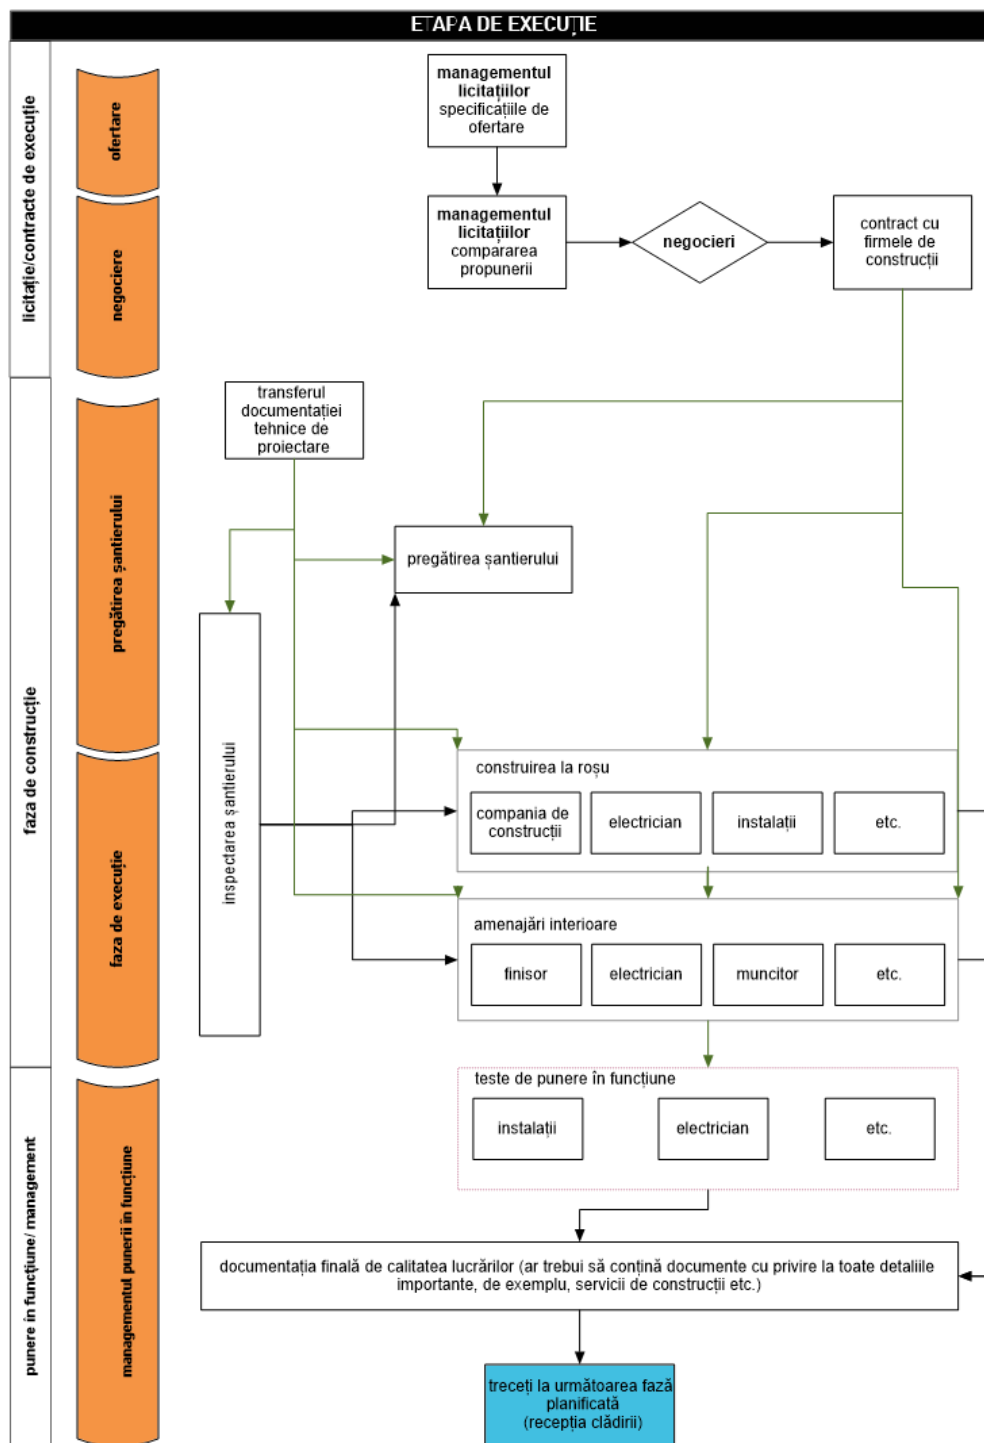 ETAPA DE EXECUȚIE
licitație/contracte de execuție
ofertare
negociere
managementul
licitațiilor
specificațiile de
ofertare
managementul
licitațiilor
compararea
propunerii
negocieri
contract cu
firmele de
construcții
faza de construcție
pregătirea șantierului
faza de execuție
transferul
documentației
tehnice de
proiectare
pregătirea șantierului
inspectarea șantierului
construirea la roșu
compania de
construcții
electrician
instalații
etc.
amenajări interioare
finisor
electrician
muncitor
etc.
punere în funcțiune/ management
managementul punerii în funcțiune
teste de punere în funcțiune
instalații
electrician
etc.
documentația finală de calitatea lucrărilor (ar trebui să conțină documente cu privire la toate detaliile
importante, de exemplu, servicii de construcții etc.)
treceți la următoarea fază
planificată
(recepția clădirii)